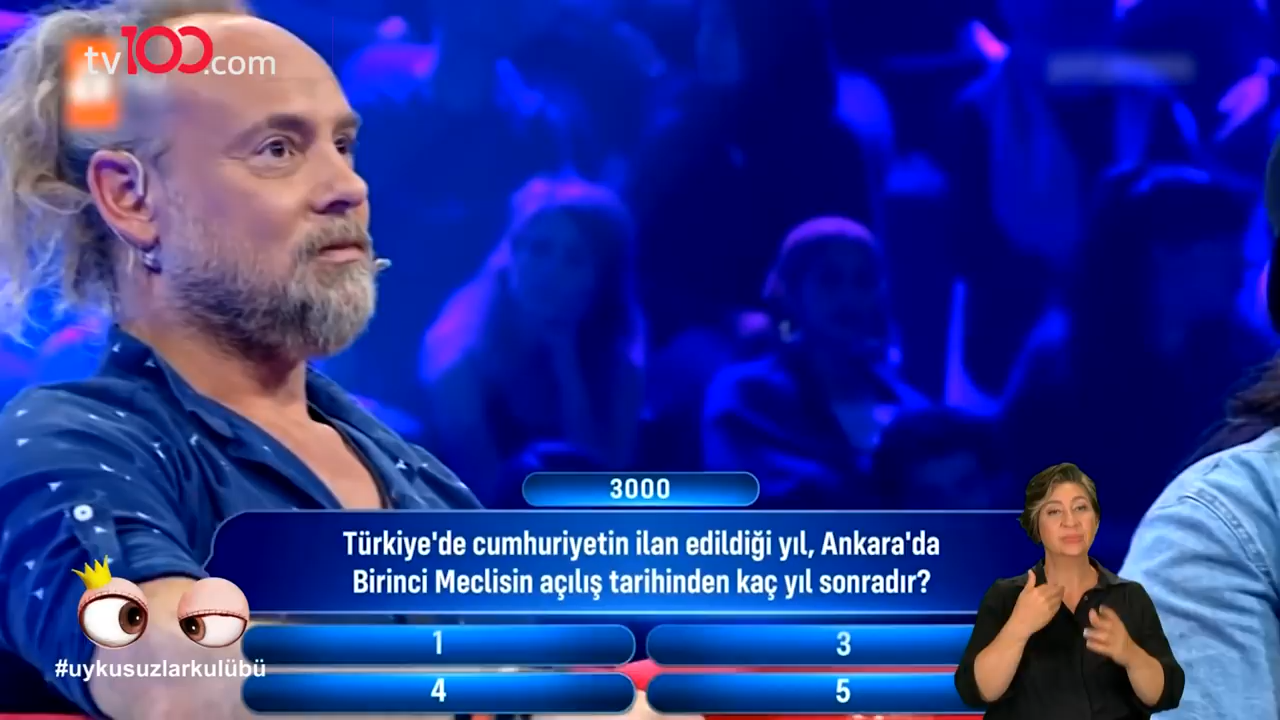 tv100.com
3000
Türkiye'de cumhuriyetin ilan edildiği yıl, Ankara'da
Birinci Meclisin açılış tarihinden kaç yıl sonradır?
1
3
4
5
#uykusuzlarkulübü